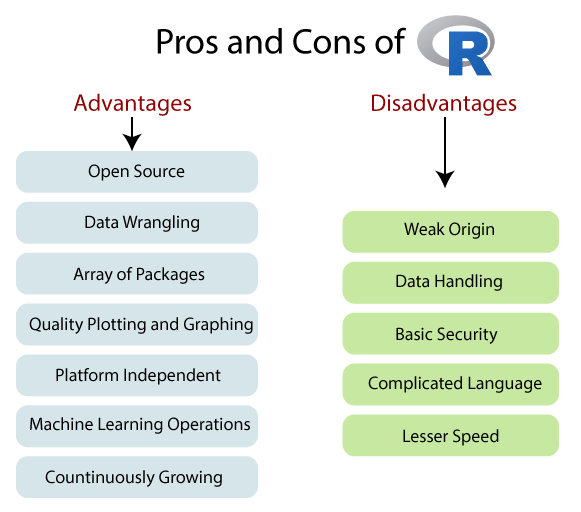 Pros and Cons of R
Advantages
Open Source
Data Wrangling
Array of Packages
Quality Plotting and Graphing
Platform Independent
Machine Learning Operations
Countinuously Growing
Disadvantages
Weak Origin
Data Handling
Basic Security
Complicated Language
Lesser Speed